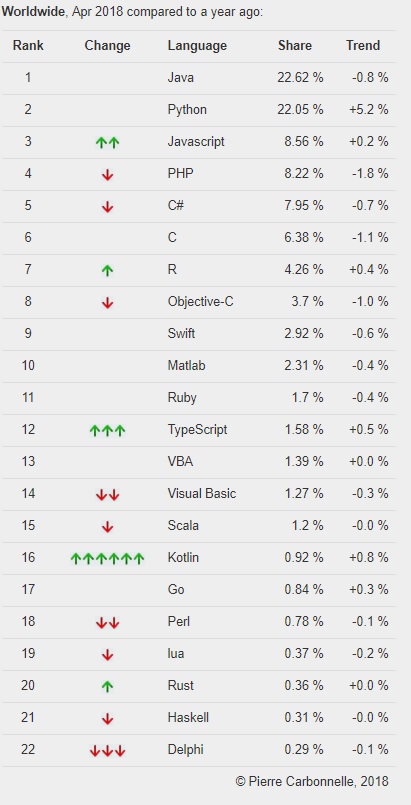 Worldwide, Apr 2018 compared to a year ago:
Rank Change Language Share Trend
1 Java 22.62 % -0.8 %
2 Python 22.05 % +5.2 %
3 ↑↑ Javascript 8.56 % +0.2 %
4 ↓ PHP 8.22 % -1.8 %
5 ↓ C# 7.95 % -0.7 %
6 C 6.38 % -1.1 %
7 ↑ R 4.26 % +0.4 %
8 ↓ Objective-C 3.7 % -1.0 %
9 Swift 2.92 % -0.6 %
10 Matlab 2.31 % -0.4 %
11 Ruby 1.7 % -0.4 %
12 ↑↑↑ TypeScript 1.58 % +0.5 %
13 VBA 1.39 % +0.0 %
14 ↓↓ Visual Basic 1.27 % -0.3 %
15 ↓ Scala 1.2 % -0.0 %
16 ↑↑↑↑↑↑ Kotlin 0.92 % +0.8 %
17 Go 0.84 % +0.3 %
18 ↓↓ Perl 0.78 % -0.1 %
19 ↓ lua 0.37 % -0.2 %
20 ↑ Rust 0.36 % +0.0 %
21 ↓ Haskell 0.31 % -0.0 %
22 ↓↓↓ Delphi 0.29 % -0.1 %
© Pierre Carbonnelle, 2018